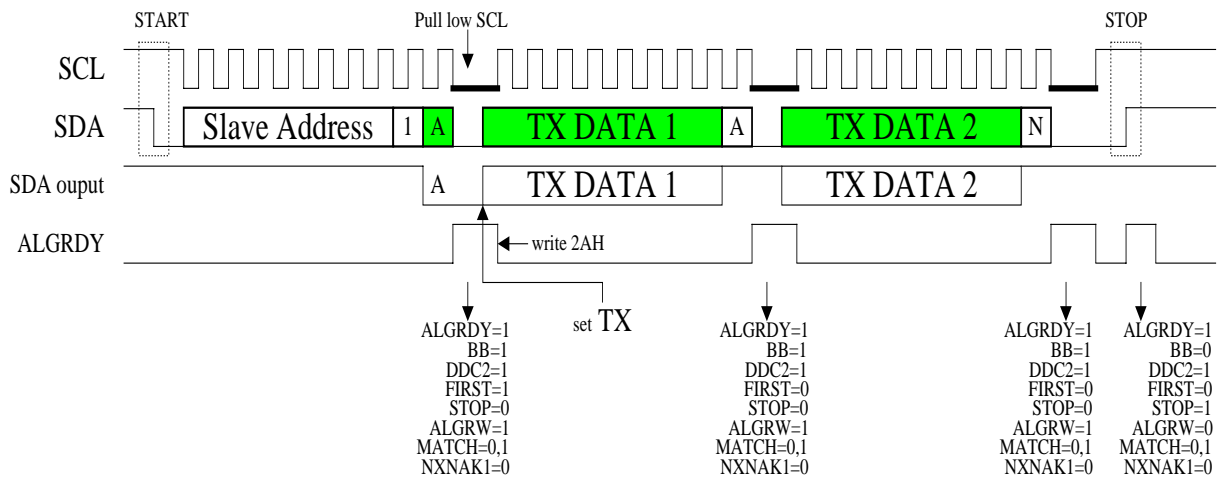 START
Pull low SCL
STOP
SCL
SDA
Slave Address
1
A
TX DATA 1
A
TX DATA 2
N
SDA ouput
A
TX DATA 1
TX DATA 2
ALGRDY
write 2AH
set TX
ALGRDY=1
BB=1
DDC2=1
FIRST=1
STOP=0
ALGRW=1
MATCH=0,1
NXNAK1=0
ALGRDY=1
BB=1
DDC2=1
FIRST=0
STOP=0
ALGRW=1
MATCH=0,1
NXNAK1=0
ALGRDY=1
BB=1
DDC2=1
FIRST=0
STOP=0
ALGRW=1
MATCH=0,1
NXNAK1=0
ALGRDY=1
BB=0
DDC2=1
FIRST=0
STOP=1
ALGRW=0
MATCH=0,1
NXNAK1=0